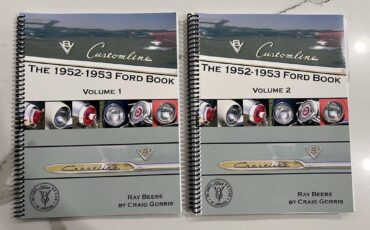 Customline
THE 1952-1953 FORD BOOK
VOLUME 1
Crestline
RAY BEEBE
BY CRAIG GORRIS
Customline
THE 1952-1953 FORD BOOK
VOLUME 2
Crestline
RAY BEEBE
BY CRAIG GORRIS